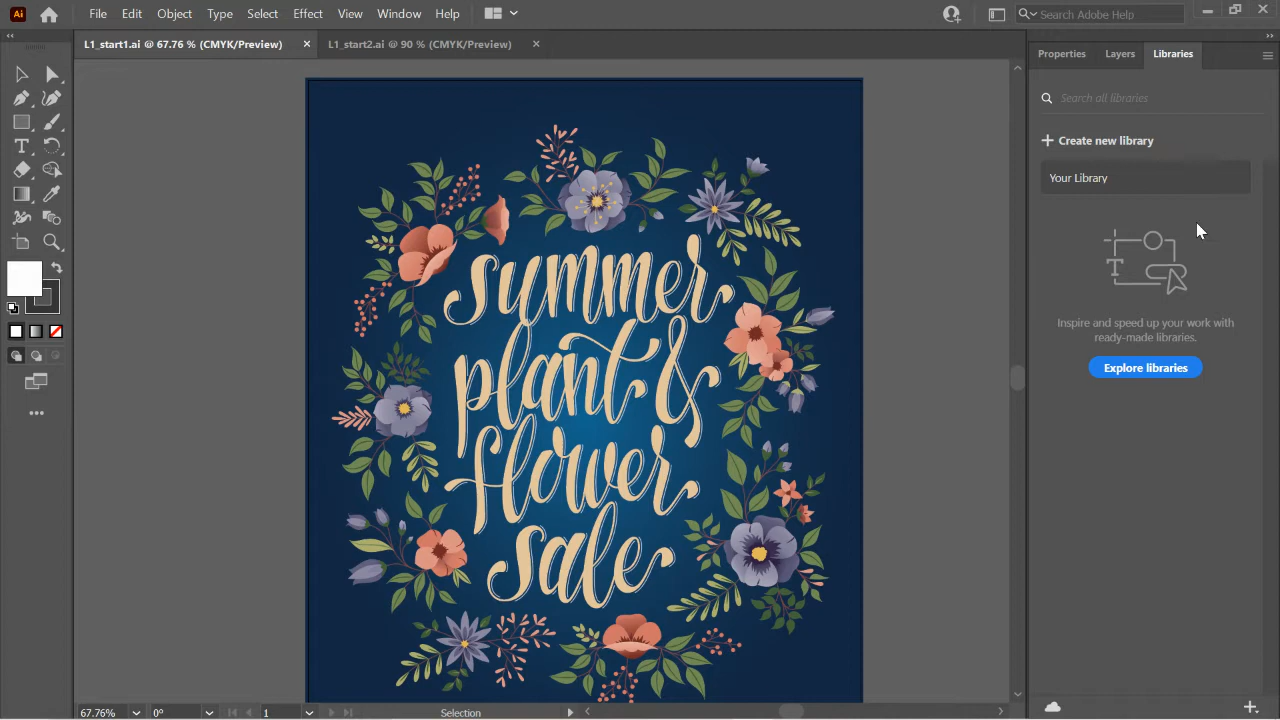 Ai File Edit Object Type Select Effect View Window Help Search Adobe Help
L1_start1.ai @ 67.76 % (CMYK/Preview) L1_start2.ai @ 90 % (CMYK/Preview)
Properties Layers Libraries
Search all libraries
Create new library
Your Library
summer
plant &
flower
sale
Inspire and speed up your work with
ready-made libraries.
Explore libraries
67.76% 0° 1 Selection